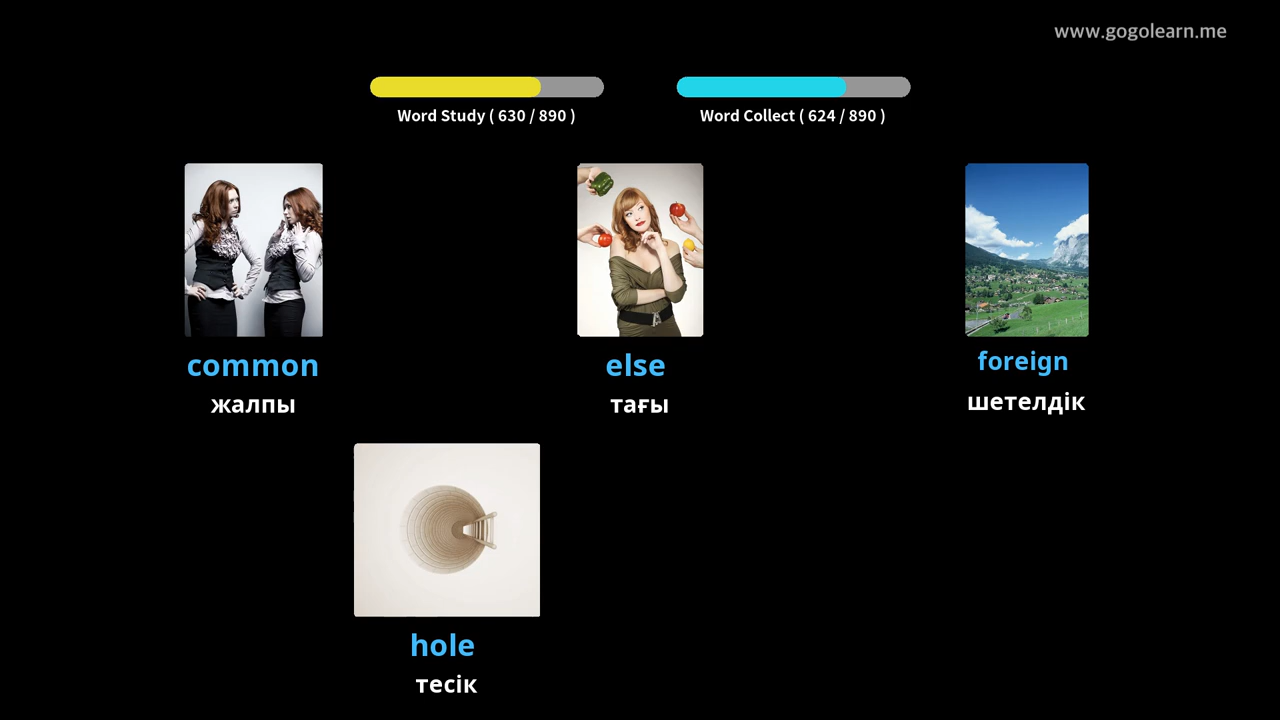 www.gogolearn.me
Word Study ( 630 / 890 )
Word Collect ( 624 / 890 )
common
жалпы
else
тағы
foreign
шетелдік
hole
тесік